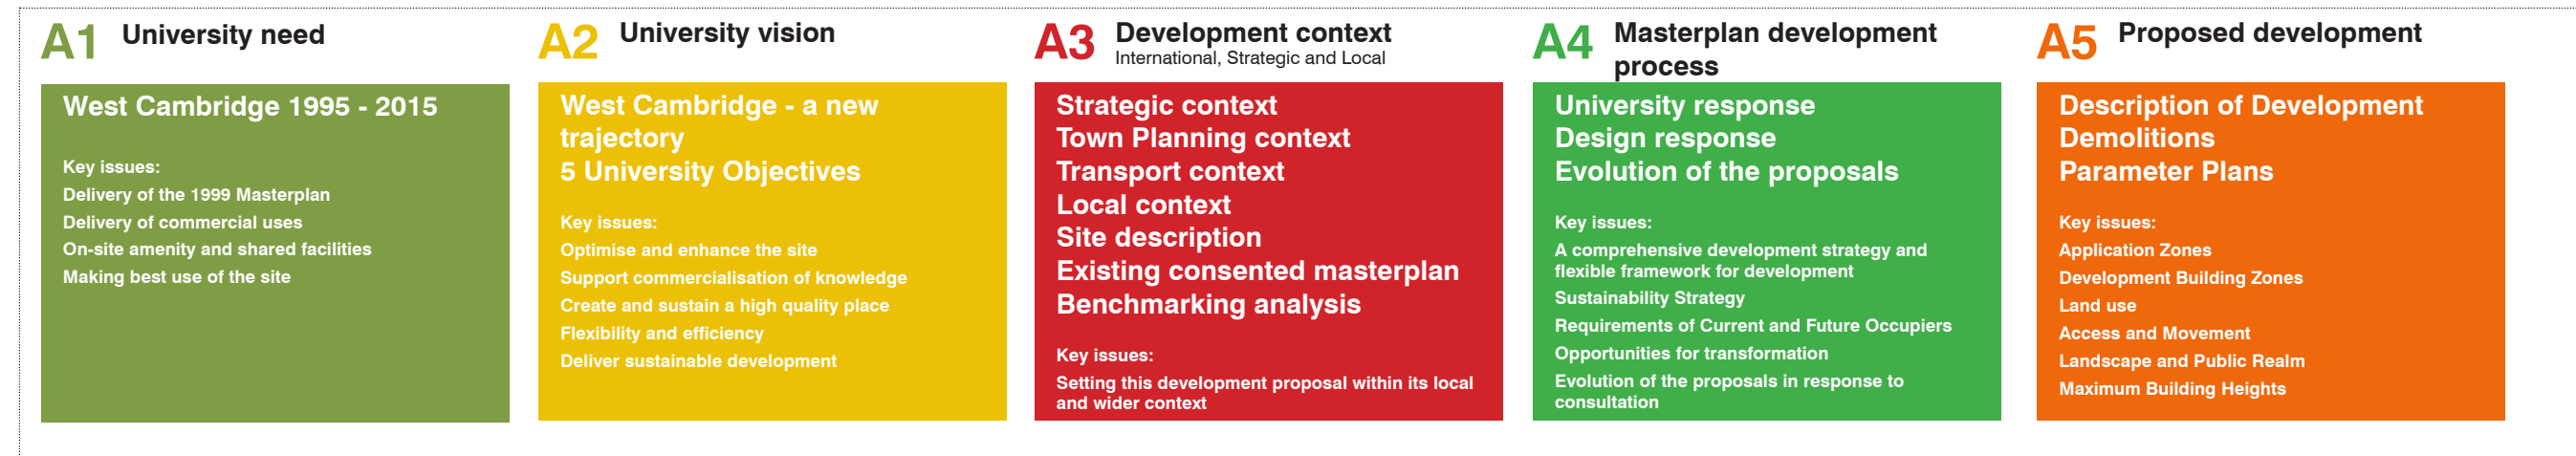 A1 University need
West Cambridge 1995 - 2015
Key issues:
Delivery of the 1999 Masterplan
Delivery of commercial uses
On-site amenity and shared facilities
Making best use of the site
A2 University vision
West Cambridge - a new
trajectory
5 University Objectives
Key issues:
Optimise and enhance the site
Support commercialisation of knowledge
Create and sustain a high quality place
Flexibility and efficiency
Deliver sustainable development
A3 Development context
International, Strategic and Local
Strategic context
Town Planning context
Transport context
Local context
Site description
Existing consented masterplan
Benchmarking analysis
Key issues:
Setting this development proposal within its local
and wider context
A4 Masterplan development
process
University response
Design response
Evolution of the proposals
Key issues:
A comprehensive development strategy and
flexible framework for development
Sustainability Strategy
Requirements of Current and Future Occupiers
Opportunities for transformation
Evolution of the proposals in response to
consultation
A5 Proposed development
Description of Development
Demolitions
Parameter Plans
Key issues:
Application Zones
Development Building Zones
Land use
Access and Movement
Landscape and Public Realm
Maximum Building Heights